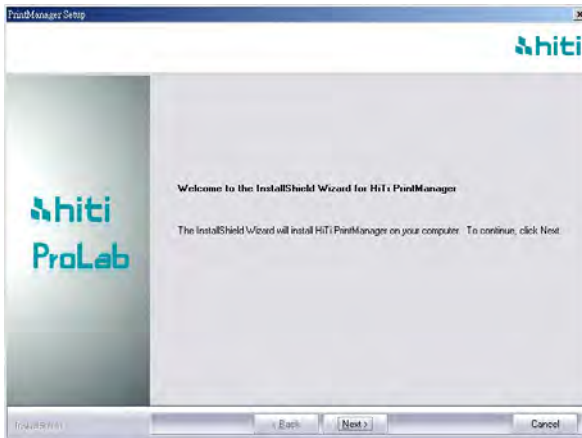 PrintManager Setup
hiti
hiti
ProLab
Welcome to the InstallShield Wizard for HiTi PrintManager
The InstallShield Wizard will install HiTi PrintManager on your computer. To continue, click Next.
InstallShield
< Back
Next >
Cancel